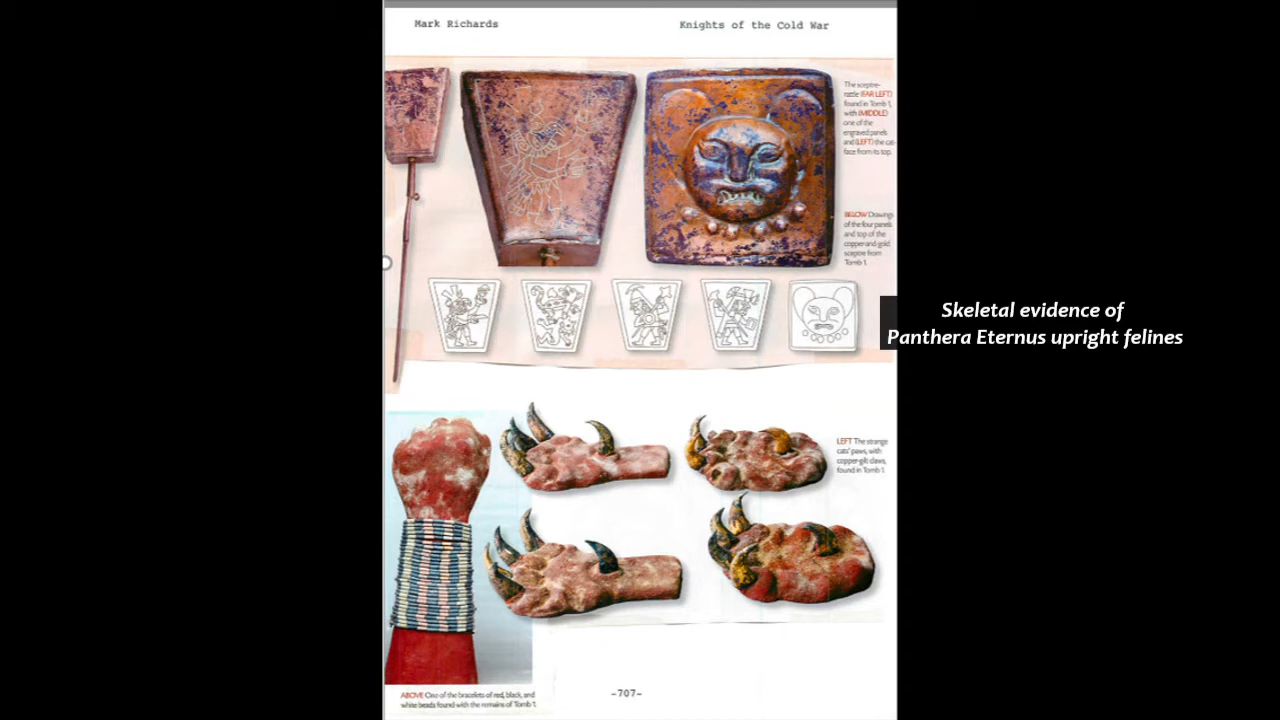 Mark Richards
Knights of the Cold War
The sceptre-
rattle (FAR LEFT)
found in Tomb 1,
with (MIDDLE)
one of the
engraved panels
and (LEFT) the cat-
face from its top.
BELOW Drawings
of the four panels
and top of the
copper-and-gold
sceptre from
Tomb 1.
Skeletal evidence of
Panthera Eternus upright felines
LEFT The strange
cats' paws, with
copper-gilt claws,
found in Tomb 1.
ABOVE One of the bracelets of red, black, and
white beads found with the remains of Tomb 1.
-707-